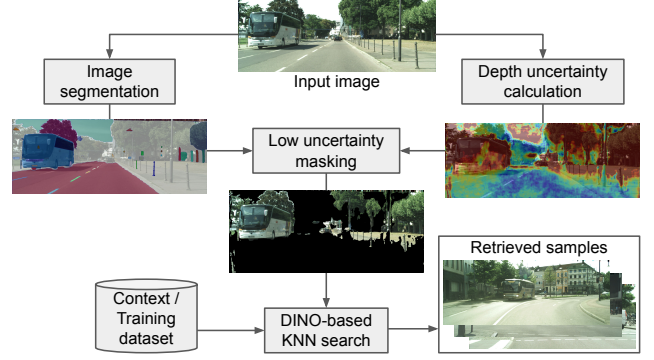 Input image
Image
segmentation
Depth uncertainty
calculation
Low uncertainty
masking
Retrieved samples
Context /
Training
dataset
DINO-based
KNN search